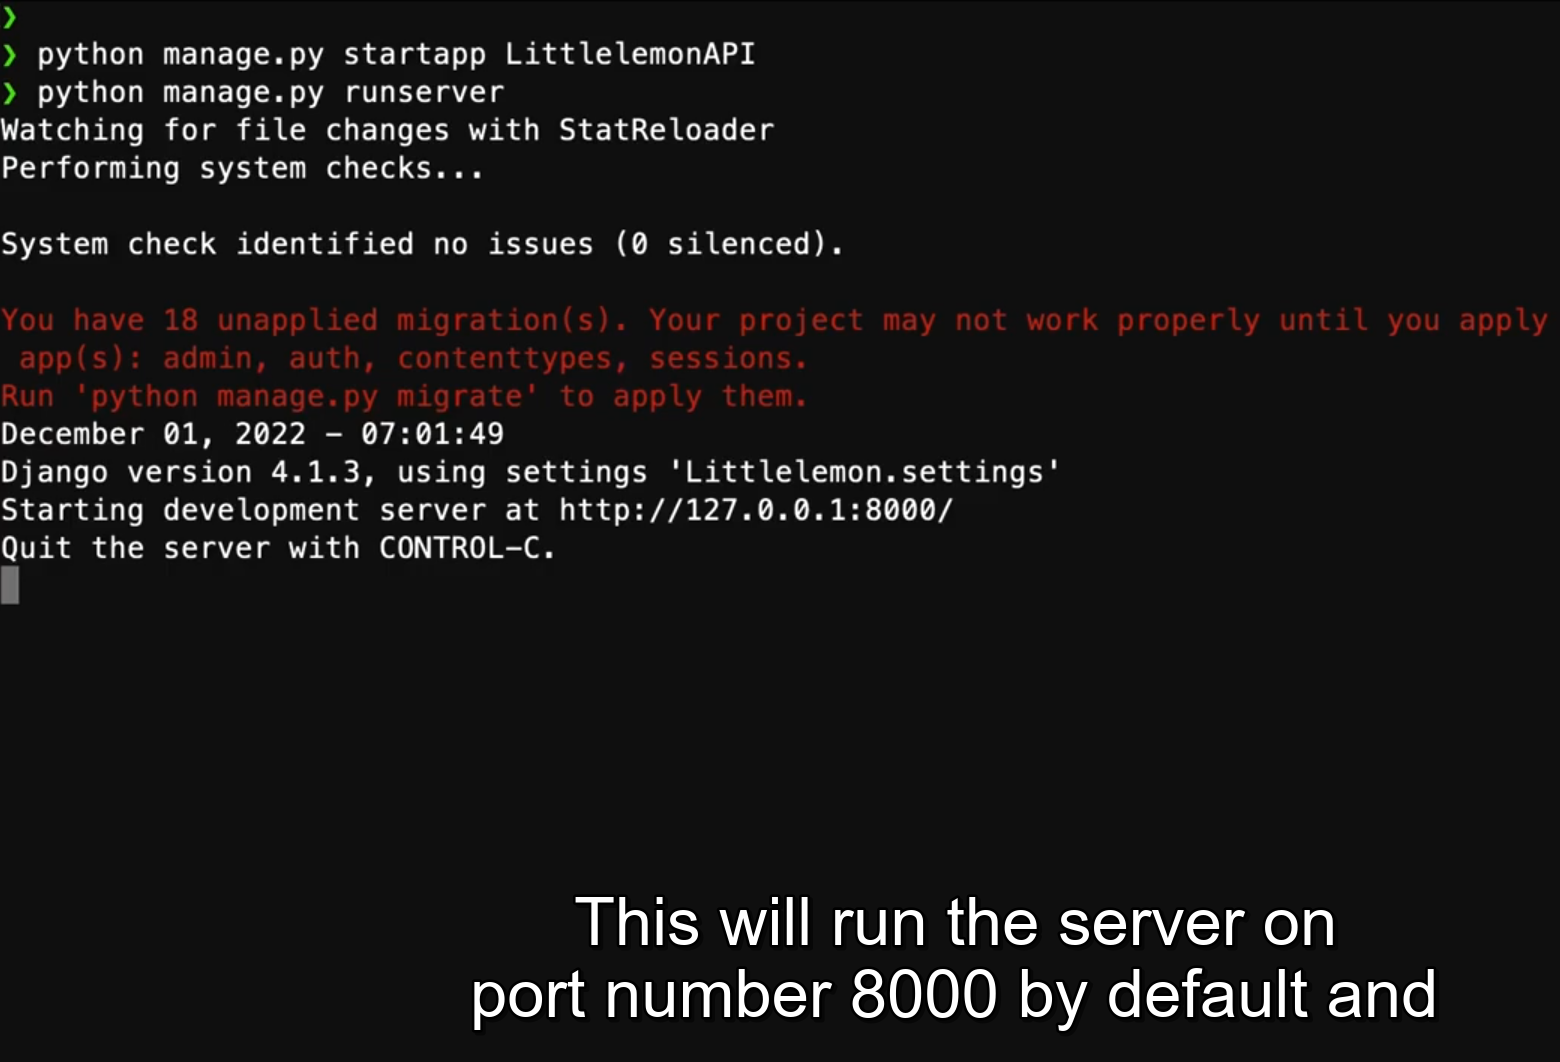 ❯
❯ python manage.py startapp LittlelemonAPI
❯ python manage.py runserver
Watching for file changes with StatReloader
Performing system checks...
System check identified no issues (0 silenced).
You have 18 unapplied migration(s). Your project may not work properly until you apply
app(s): admin, auth, contenttypes, sessions.
Run 'python manage.py migrate' to apply them.
December 01, 2022 – 07:01:49
Django version 4.1.3, using settings 'Littlelemon.settings'
Starting development server at http://127.0.0.1:8000/
Quit the server with CONTROL–C.
This will run the server on
port number 8000 by default and